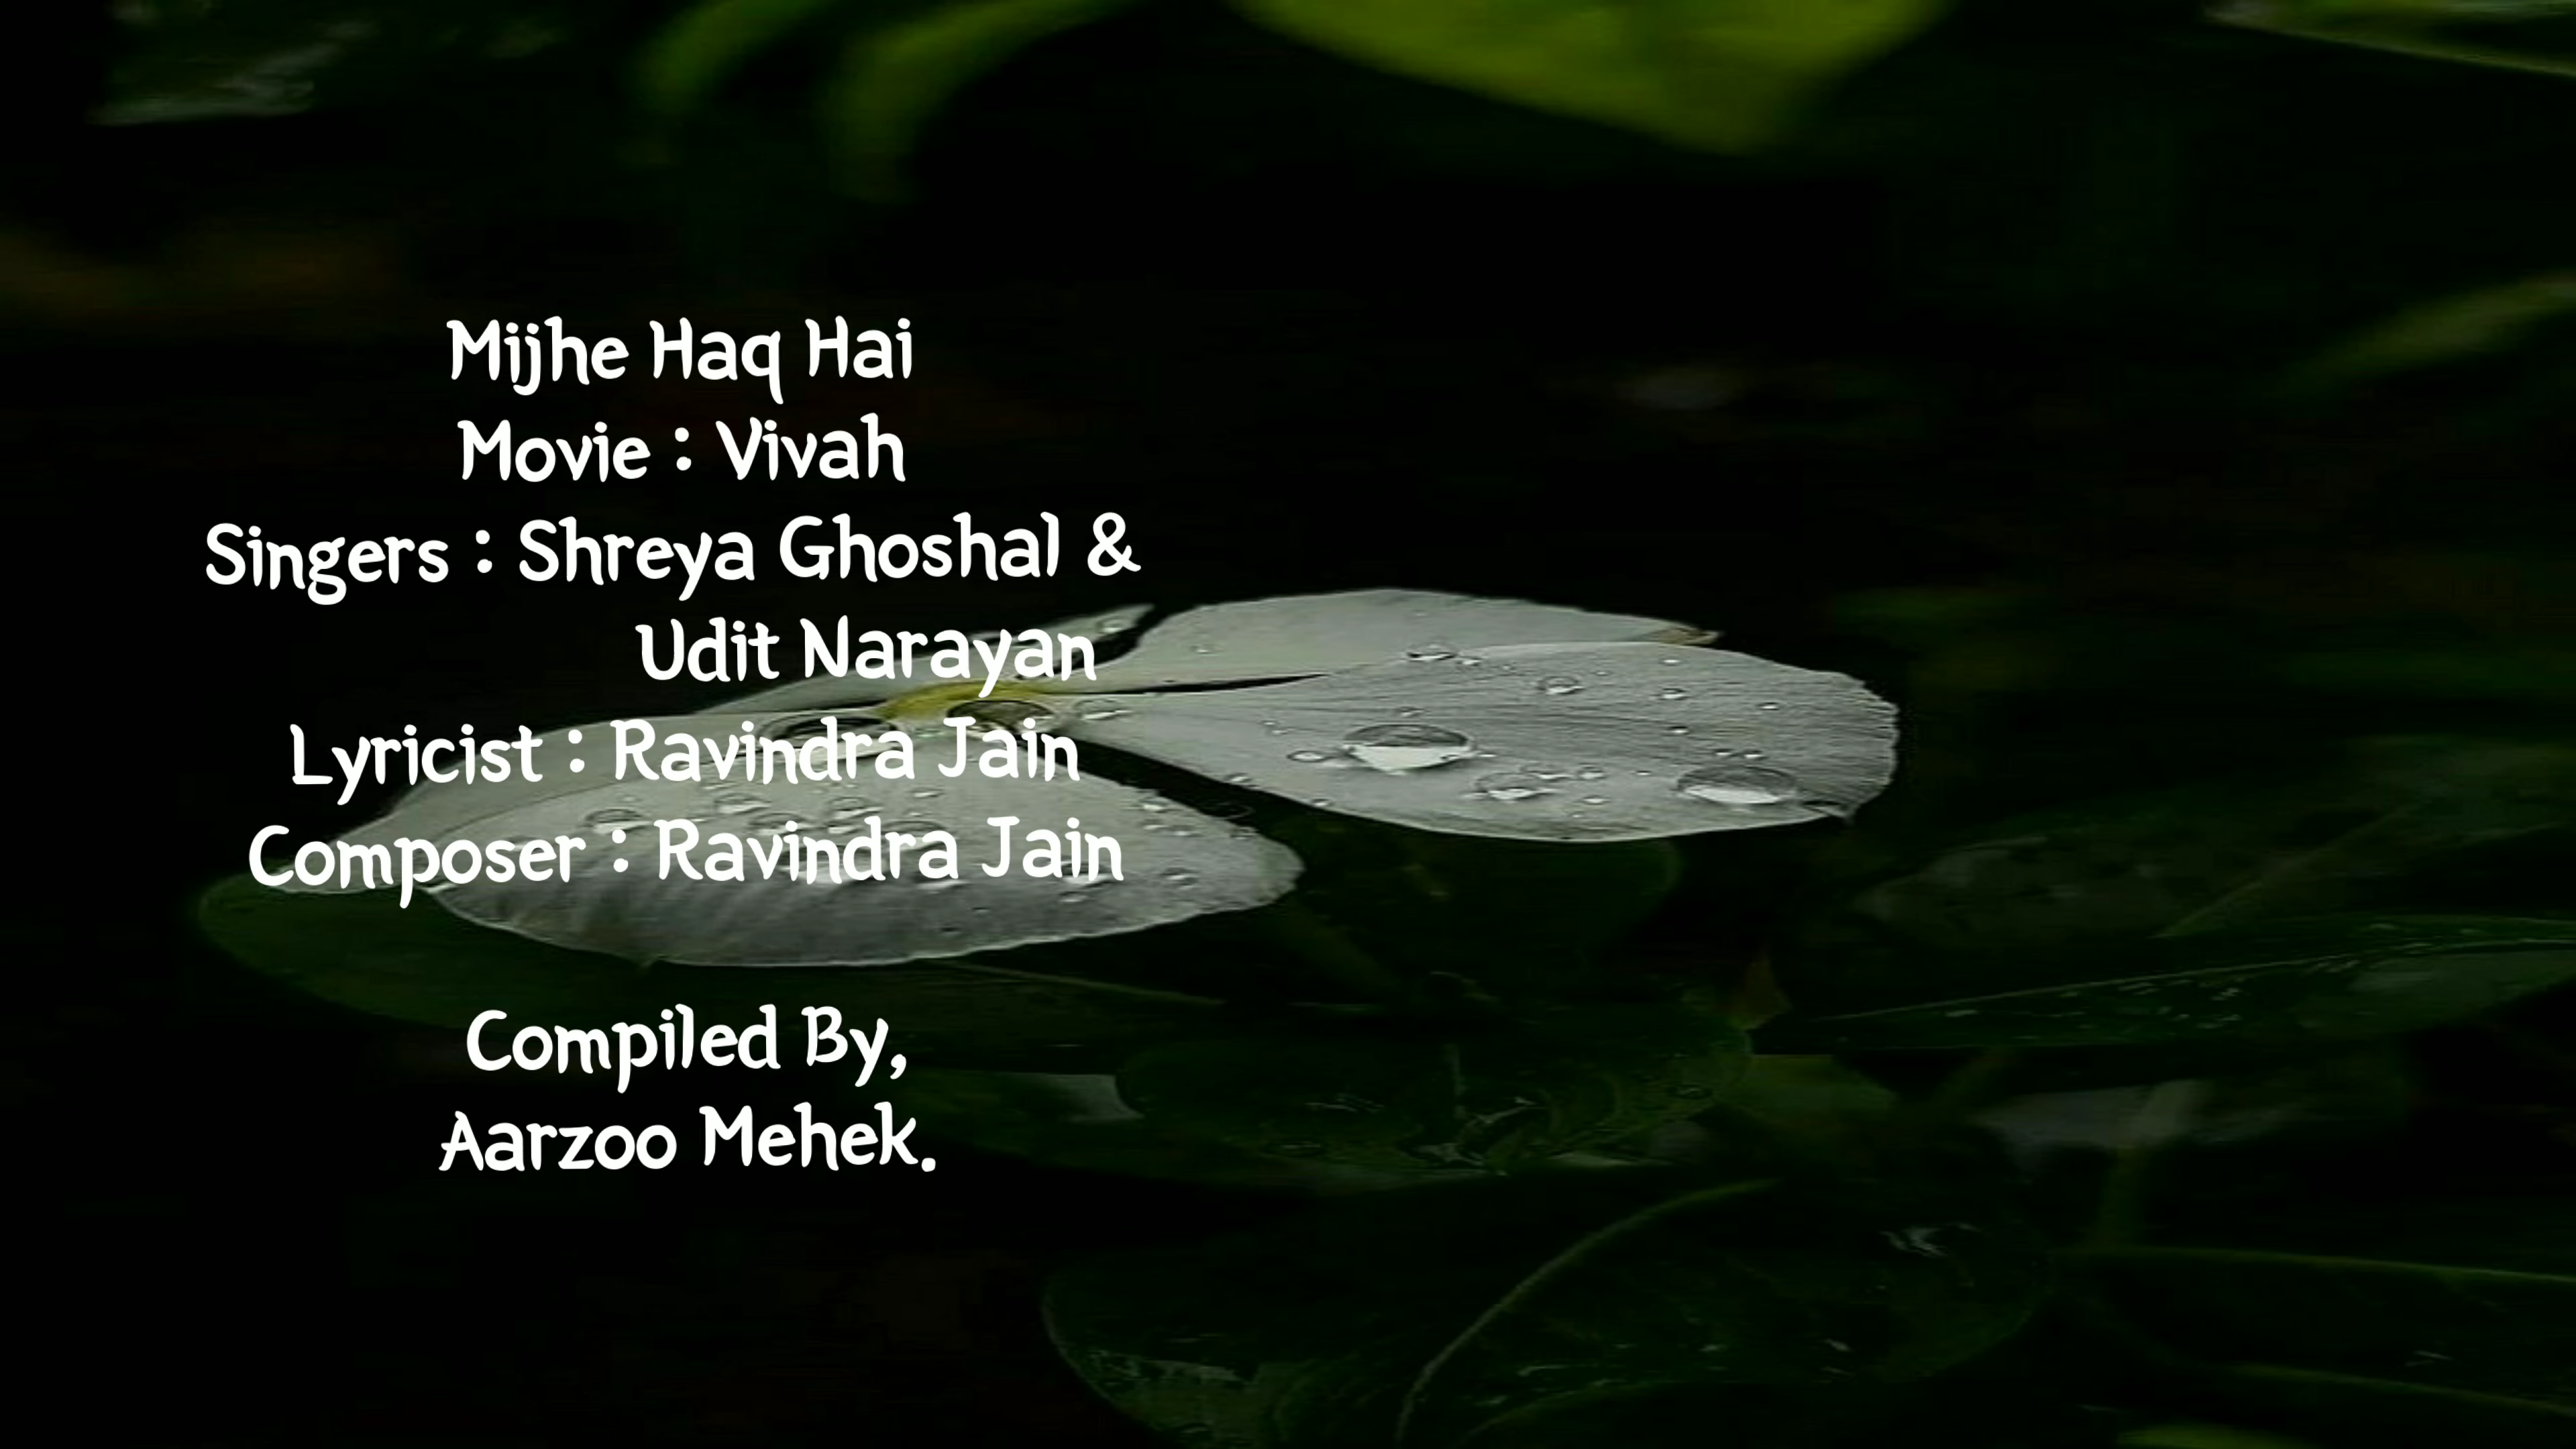 Mijhe Haq Hai
Movie : Vivah
Singers : Shreya Ghoshal &
Udit Narayan
Lyricist : Ravindra Jain
Composer : Ravindra Jain
Compiled By,
Aarzoo Mehek.